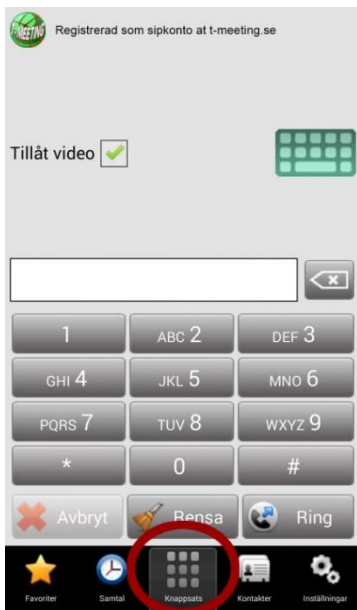 T-MEETING
Registrerad som sipkonto at t-meeting.se
Tillåt video
1
ABC 2
DEF 3
GHI 4
JKL 5
MNO 6
PQRS 7
TUV 8
WXYZ 9
*
0
#
Avbryt
Rensa
Ring
Favoriter
Samtal
Knappsats
Kontakter
Inställningar